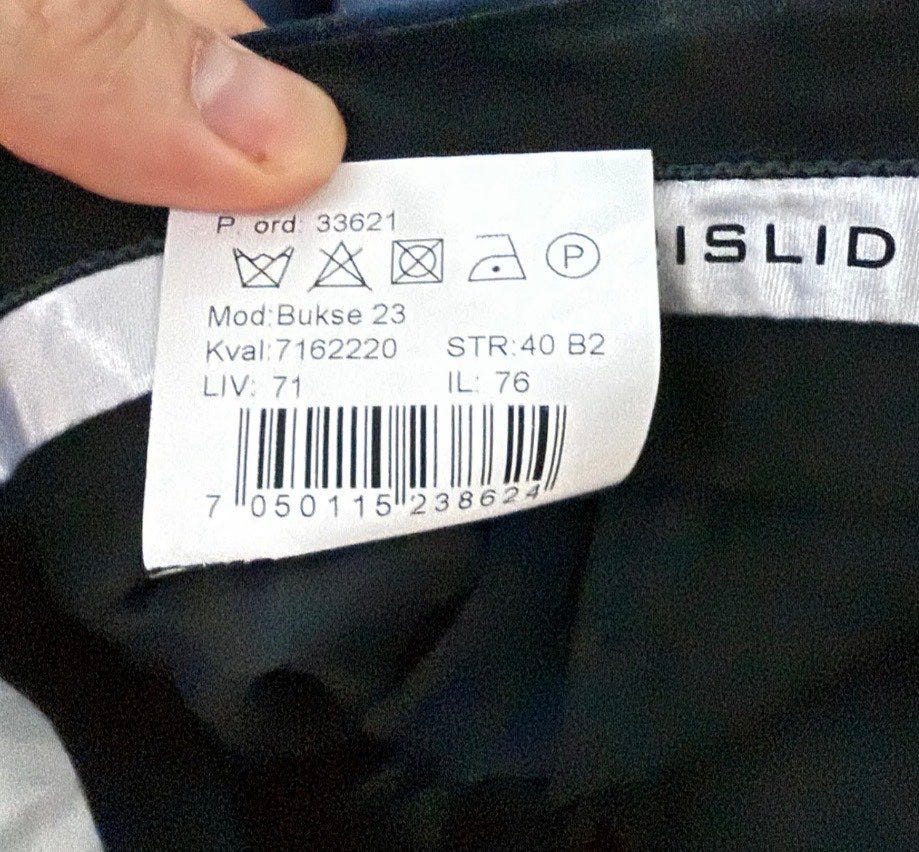 P. ord 33621
P
ISLID
Mod:Bukse 23
Kval:7162220 STR:40 B2
LIV: 71 IL: 76
7 050115 238624